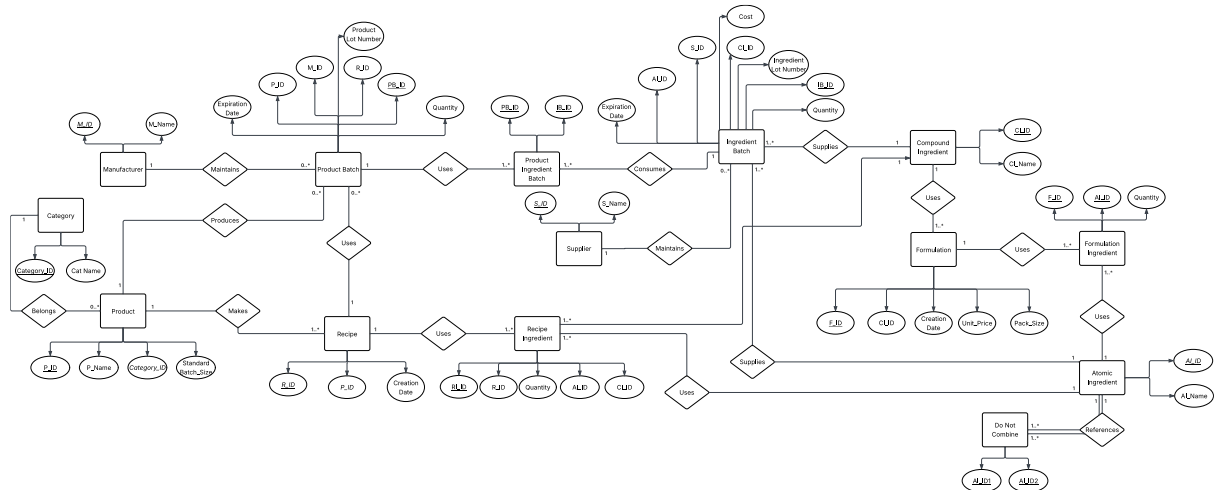 Cost
Product
Lot Number
S_ID
CI_ID
M_ID
R_ID
Ingredient
Lot Number
P_ID
PB_ID
AI_ID
IB_ID
Expiration
Date
Quantity
PB_ID
IB_ID
Expiration
Date
Quantity
M_ID
M_Name
CI_ID
Manufacturer
1
Maintains
0..*
Product Batch
1
Uses
1..*
Product
Ingredient
Batch
1..*
Consumes
1
Ingredient
Batch
1..*
Supplies
1
Compound
Ingredient
1
CI_Name
0..*
0..*
0..*
1..*
1
1
S_ID
S_Name
F_ID
AI_ID
Quantity
Category
1
Produces
Uses
Supplier
1
Maintains
Uses
1..*
Formulation
1
Uses
1..*
Formulation
Ingredient
1..*
Category_ID
Cat Name
1
1
Belongs
0..*
Product
1
Makes
1..*
Recipe
1
Uses
1..*
Recipe
Ingredient
1..*
1..*
F_ID
CI_ID
Creation
Date
Unit_Price
Pack_Size
Uses
P_ID
P_Name
Category_ID
Standard
Batch_Size
R_ID
P_ID
Creation
Date
RI_ID
R_ID
Quantity
AI_ID
CI_ID
Supplies
1
1
Uses
1
Atomic
Ingredient
AI_ID
AI_Name
1
1
Do Not
Combine
1..*
1..*
References
AI_ID1
AI_ID2